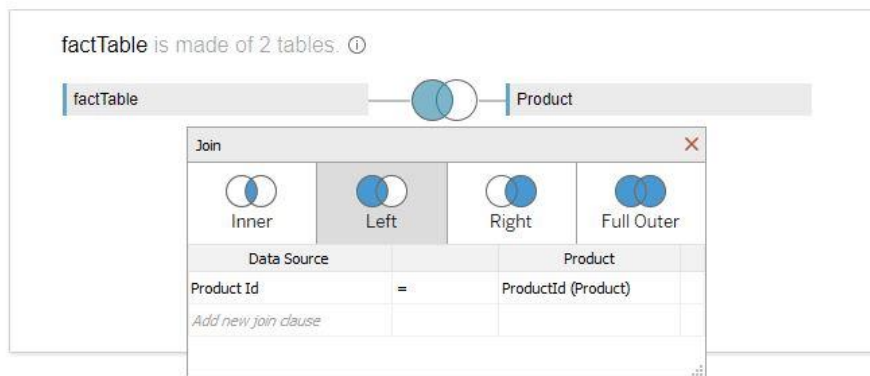 factTable is made of 2 tables.
factTable Product
Join
Inner Left Right Full Outer
Data Source Product
Product Id = ProductId (Product)
Add new join clause